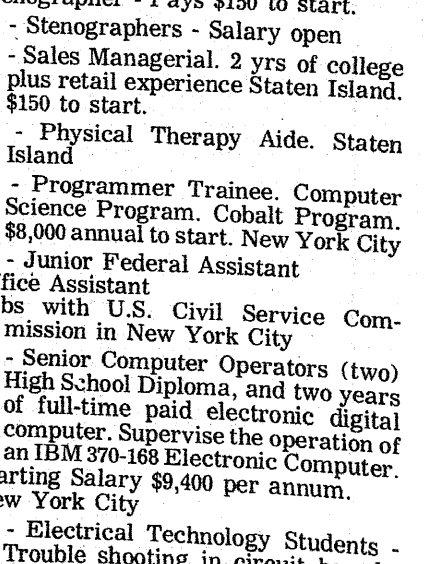 nographer - Pays $150 to start.
- Stenographers - Salary open
- Sales Managerial. 2 yrs of college
plus retail experience Staten Island.
$150 to start.
- Physical Therapy Aide. Staten
Island
- Programmer Trainee. Computer
Science Program. Cobalt Program.
$8,000 annual to start. New York City
- Junior Federal Assistant
fice Assistant
bs with U.S. Civil Service Com-
mission in New York City
- Senior Computer Operators (two)
High School Diploma, and two years
of full-time paid electronic digital
computer. Supervise the operation of
an IBM 370-168 Electronic Computer.
arting Salary $9,400 per annum.
ew York City
- Electrical Technology Students -
Trouble shooting in circuit